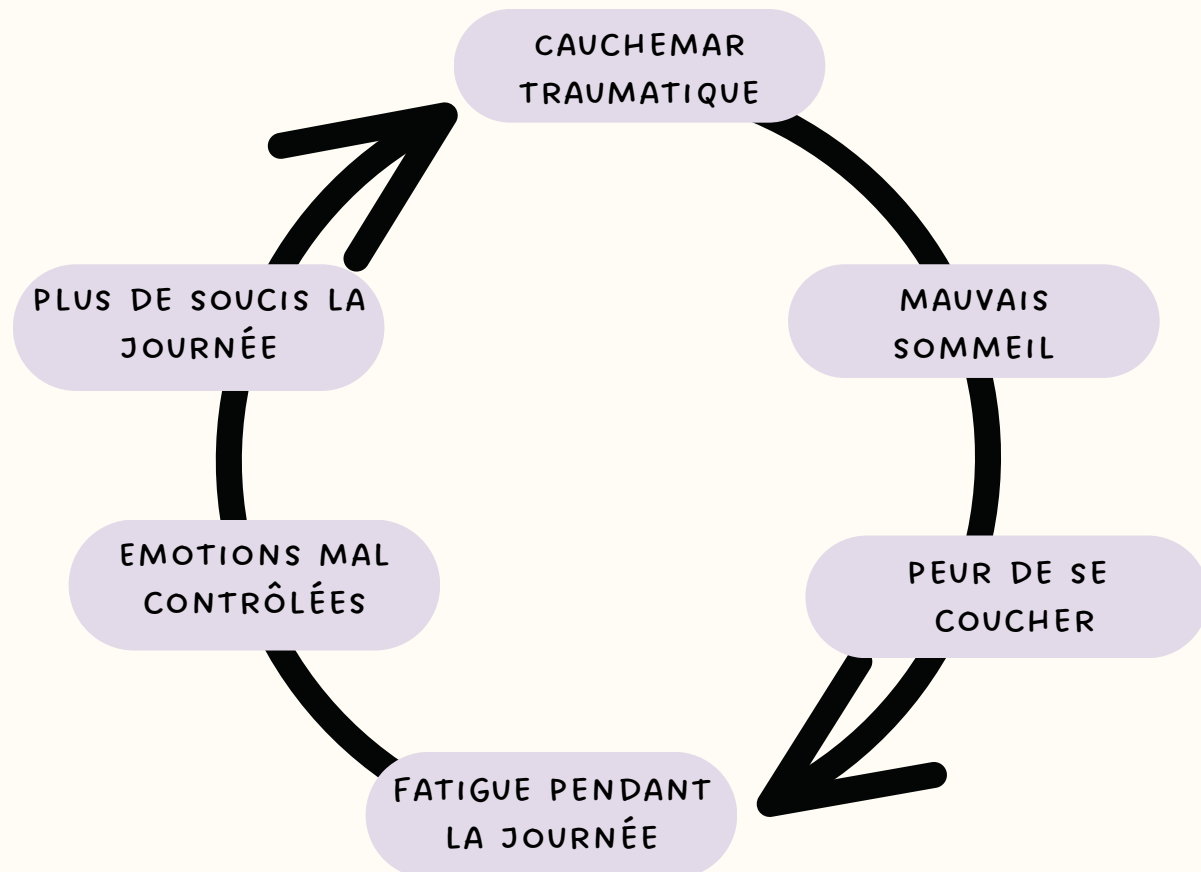 CAUCHEMAR
TRAUMATIQUE
MAUVAIS
SOMMEIL
PEUR DE SE
COUCHER
FATIGUE PENDANT
LA JOURNÉE
EMOTIONS MAL
CONTRÔLÉES
PLUS DE SOUCIS LA
JOURNÉE